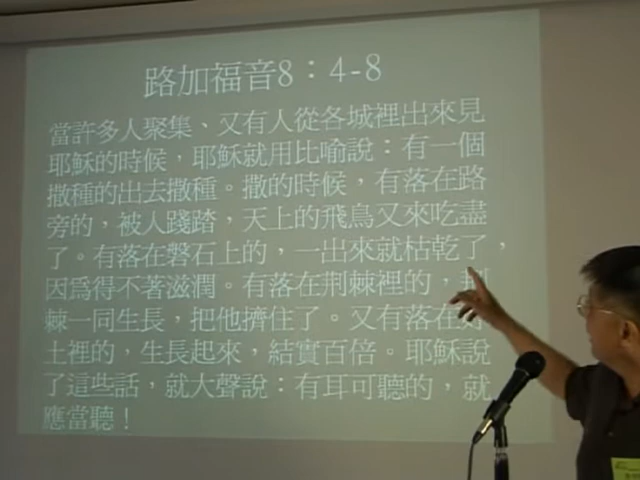 路加福音8：4-8
當許多人聚集、又有人從各城裡出來見
耶穌的時候，耶穌就用比喻說：有一個
撒種的出去撒種。撒的時候，有落在路
旁的，被人踐踏，天上的飛鳥又來吃盡
了。有落在磐石上的，一出來就枯乾了，
因為得不著滋潤。有落在荊棘裡的，荊
棘一同生長，把他擠住了。又有落在好
土裡的，生長起來，結實百倍。耶穌說
了這些話，就大聲說：有耳可聽的，就
應當聽！